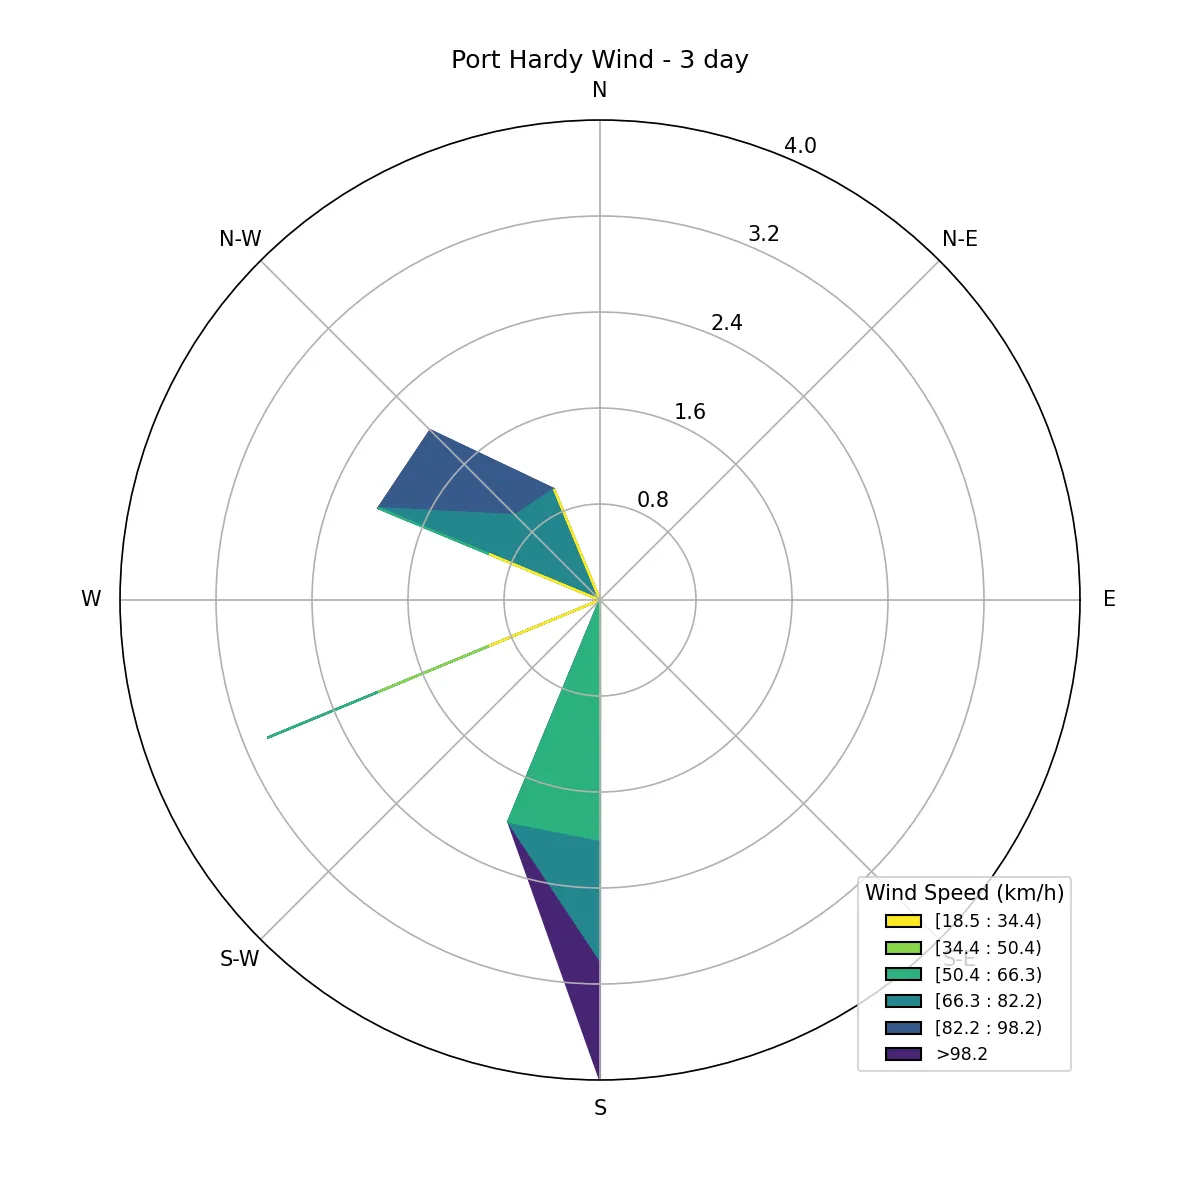 Port Hardy Wind - 3 day
N
4.0
N-W
3.2
N-E
2.4
1.6
0.8
W
E
S-W
S-E
S
Wind Speed (km/h)
[18.5 : 34.4)
[34.4 : 50.4)
[50.4 : 66.3)
[66.3 : 82.2)
[82.2 : 98.2)
>98.2